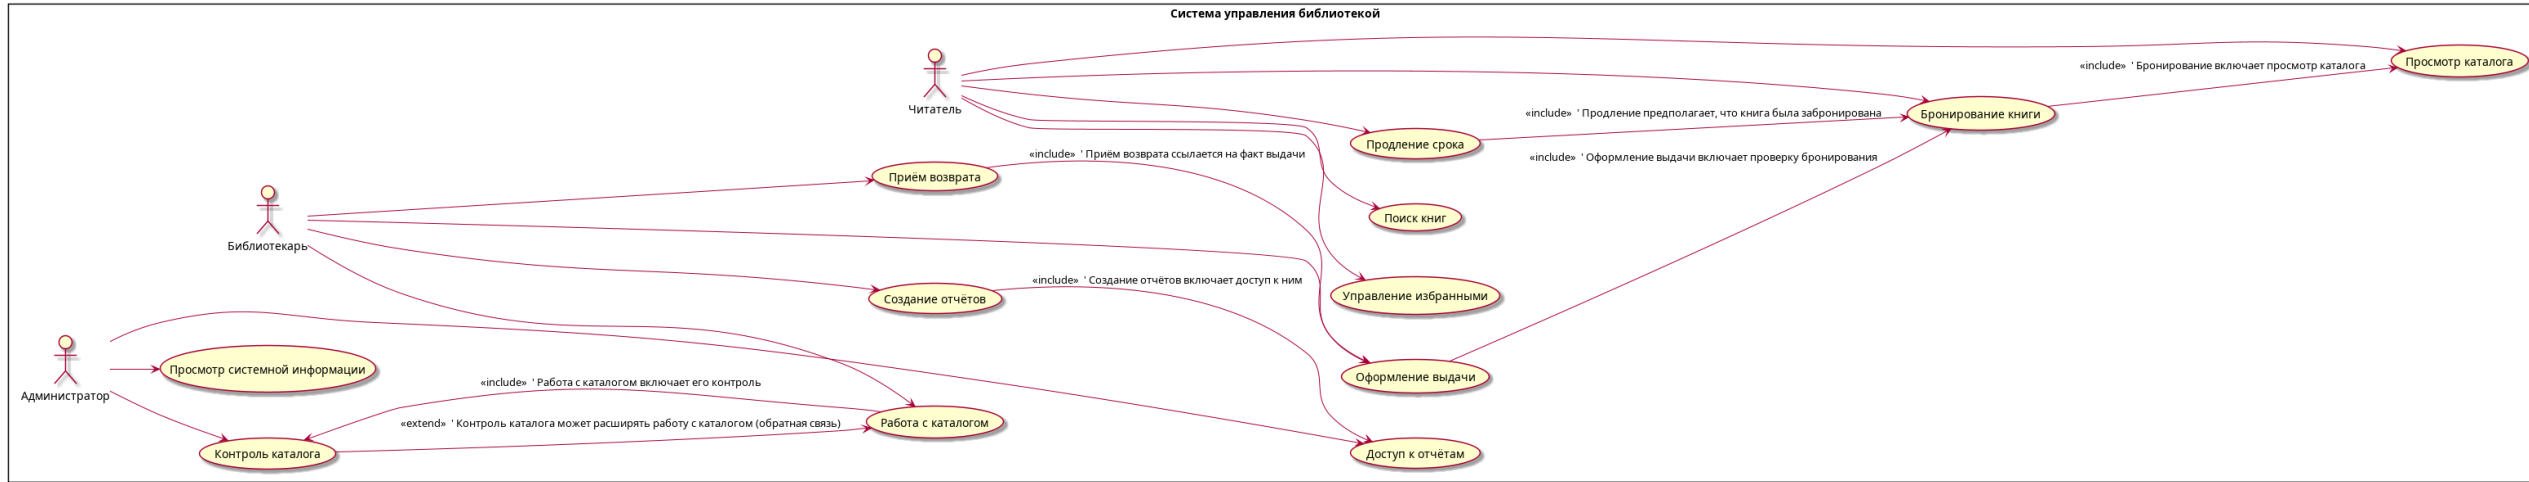 Система управления библиотекой
Просмотр каталога
«include»  ' Бронирование включает просмотр каталога
Читатель
Бронирование книги
«include»  ' Продление предполагает, что книга была забронирована
Продление срока
«include»  ' Приём возврата ссылается на факт выдачи
«include»  ' Оформление выдачи включает проверку бронирования
Приём возврата
Поиск книг
Библиотекарь
«include»  ' Создание отчётов включает доступ к ним
Создание отчётов
Управление избранными
Просмотр системной информации
Оформление выдачи
Администратор
«include»  ' Работа с каталогом включает его контроль
«extend»  ' Контроль каталога может расширять работу с каталогом (обратная связь)
Работа с каталогом
Контроль каталога
Доступ к отчётам